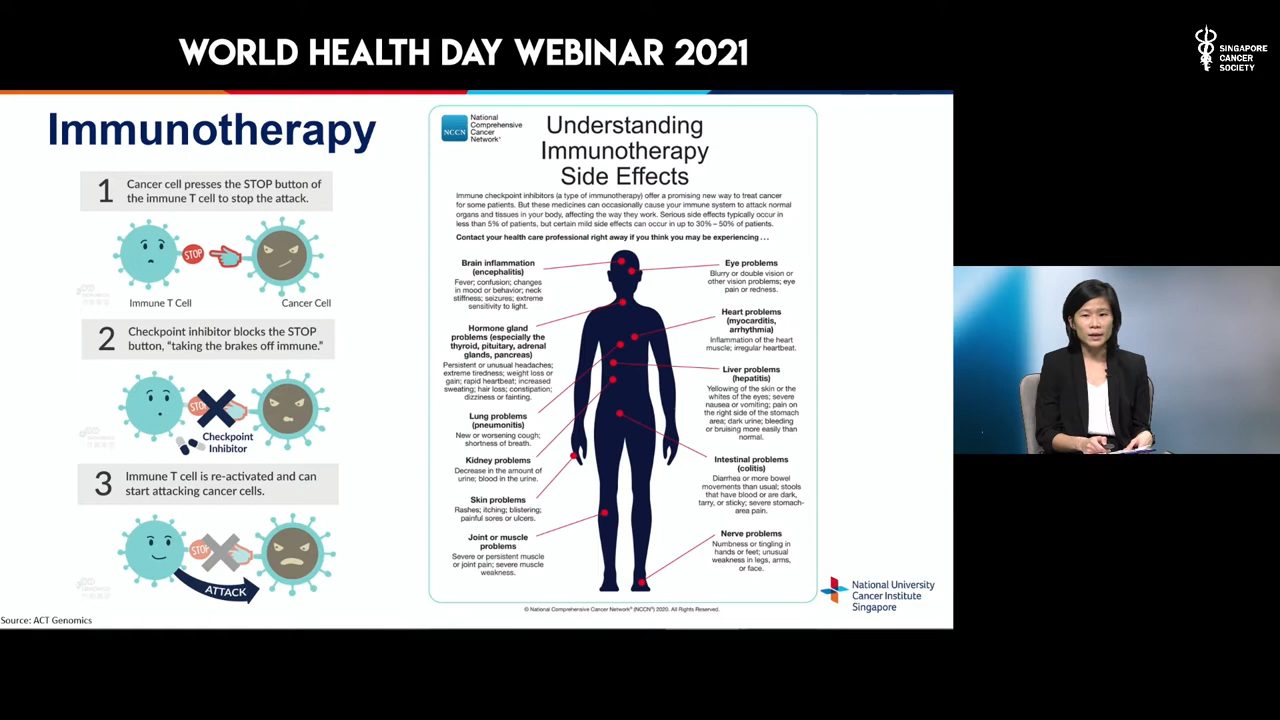 WORLD HEALTH DAY WEBINAR 2021
SINGAPORE
CANCER
SOCIETY
Immunotherapy
1
Cancer cell presses the STOP button of
the immune T cell to stop the attack.
STOP
Immune T Cell
Cancer Cell
2
Checkpoint inhibitor blocks the STOP
button, “taking the brakes off immune.”
Checkpoint
Inhibitor
3
Immune T cell is re-activated and can
start attacking cancer cells.
ATTACK
Source: ACT Genomics
NCCN
National
Comprehensive
Cancer
Network®
Understanding
Immunotherapy
Side Effects
Immune checkpoint inhibitors (a type of immunotherapy) offer a promising new way to treat cancer
for some patients. But these medicines can occasionally cause your immune system to attack normal
organs and tissues in your body, affecting the way they work. Serious side effects typically occur in
less than 5% of patients, but certain mild side effects can occur in up to 30% – 50% of patients.
Contact your health care professional right away if you think you may be experiencing . . .
Brain inflammation
(encephalitis)
Fever; confusion; changes
in mood or behavior; neck
stiffness; seizures; extreme
sensitivity to light.
Hormone gland
problems (especially the
thyroid, pituitary, adrenal
glands, pancreas)
Persistent or unusual headaches;
extreme tiredness; weight loss or
gain; rapid heartbeat; increased
sweating; hair loss; constipation;
dizziness or fainting.
Lung problems
(pneumonitis)
New or worsening cough;
shortness of breath.
Kidney problems
Decrease in the amount of
urine; blood in the urine.
Skin problems
Rashes; itching; blistering;
painful sores or ulcers.
Joint or muscle
problems
Severe or persistent muscle
or joint pain; severe muscle
weakness.
Eye problems
Blurry or double vision or
other vision problems; eye
pain or redness.
Heart problems
(myocarditis,
arrhythmia)
Inflammation of the heart
muscle; irregular heartbeat.
Liver problems
(hepatitis)
Yellowing of the skin or the
whites of the eyes; severe
nausea or vomiting; pain on
the right side of the stomach
area; dark urine; bleeding
or bruising more easily than
normal.
Intestinal problems
(colitis)
Diarrhea or more bowel
movements than usual; stools
that have blood or are dark,
tarry, or sticky; severe stomach-
area pain.
Nerve problems
Numbness or tingling in
hands or feet; unusual
weakness in legs, arms,
or face.
© National Comprehensive Cancer Network® (NCCN®) 2020. All Rights Reserved.
National University
Cancer Institute
Singapore